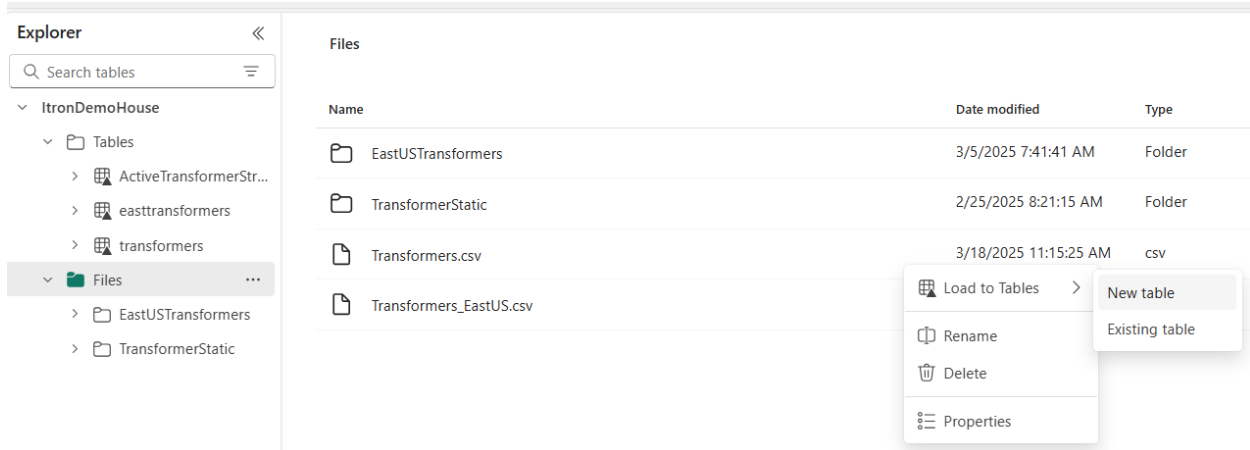 Explorer
Search tables
ItronDemoHouse
Tables
ActiveTransformerStr...
easttransformers
transformers
Files
EastUSTransformers
TransformerStatic
Files
Name Date modified Type
EastUSTransformers 3/5/2025 7:41:41 AM Folder
TransformerStatic 2/25/2025 8:21:15 AM Folder
Transformers.csv 3/18/2025 11:15:25 AM csv
Transformers_EastUS.csv
Load to Tables
Rename
Delete
Properties
New table
Existing table